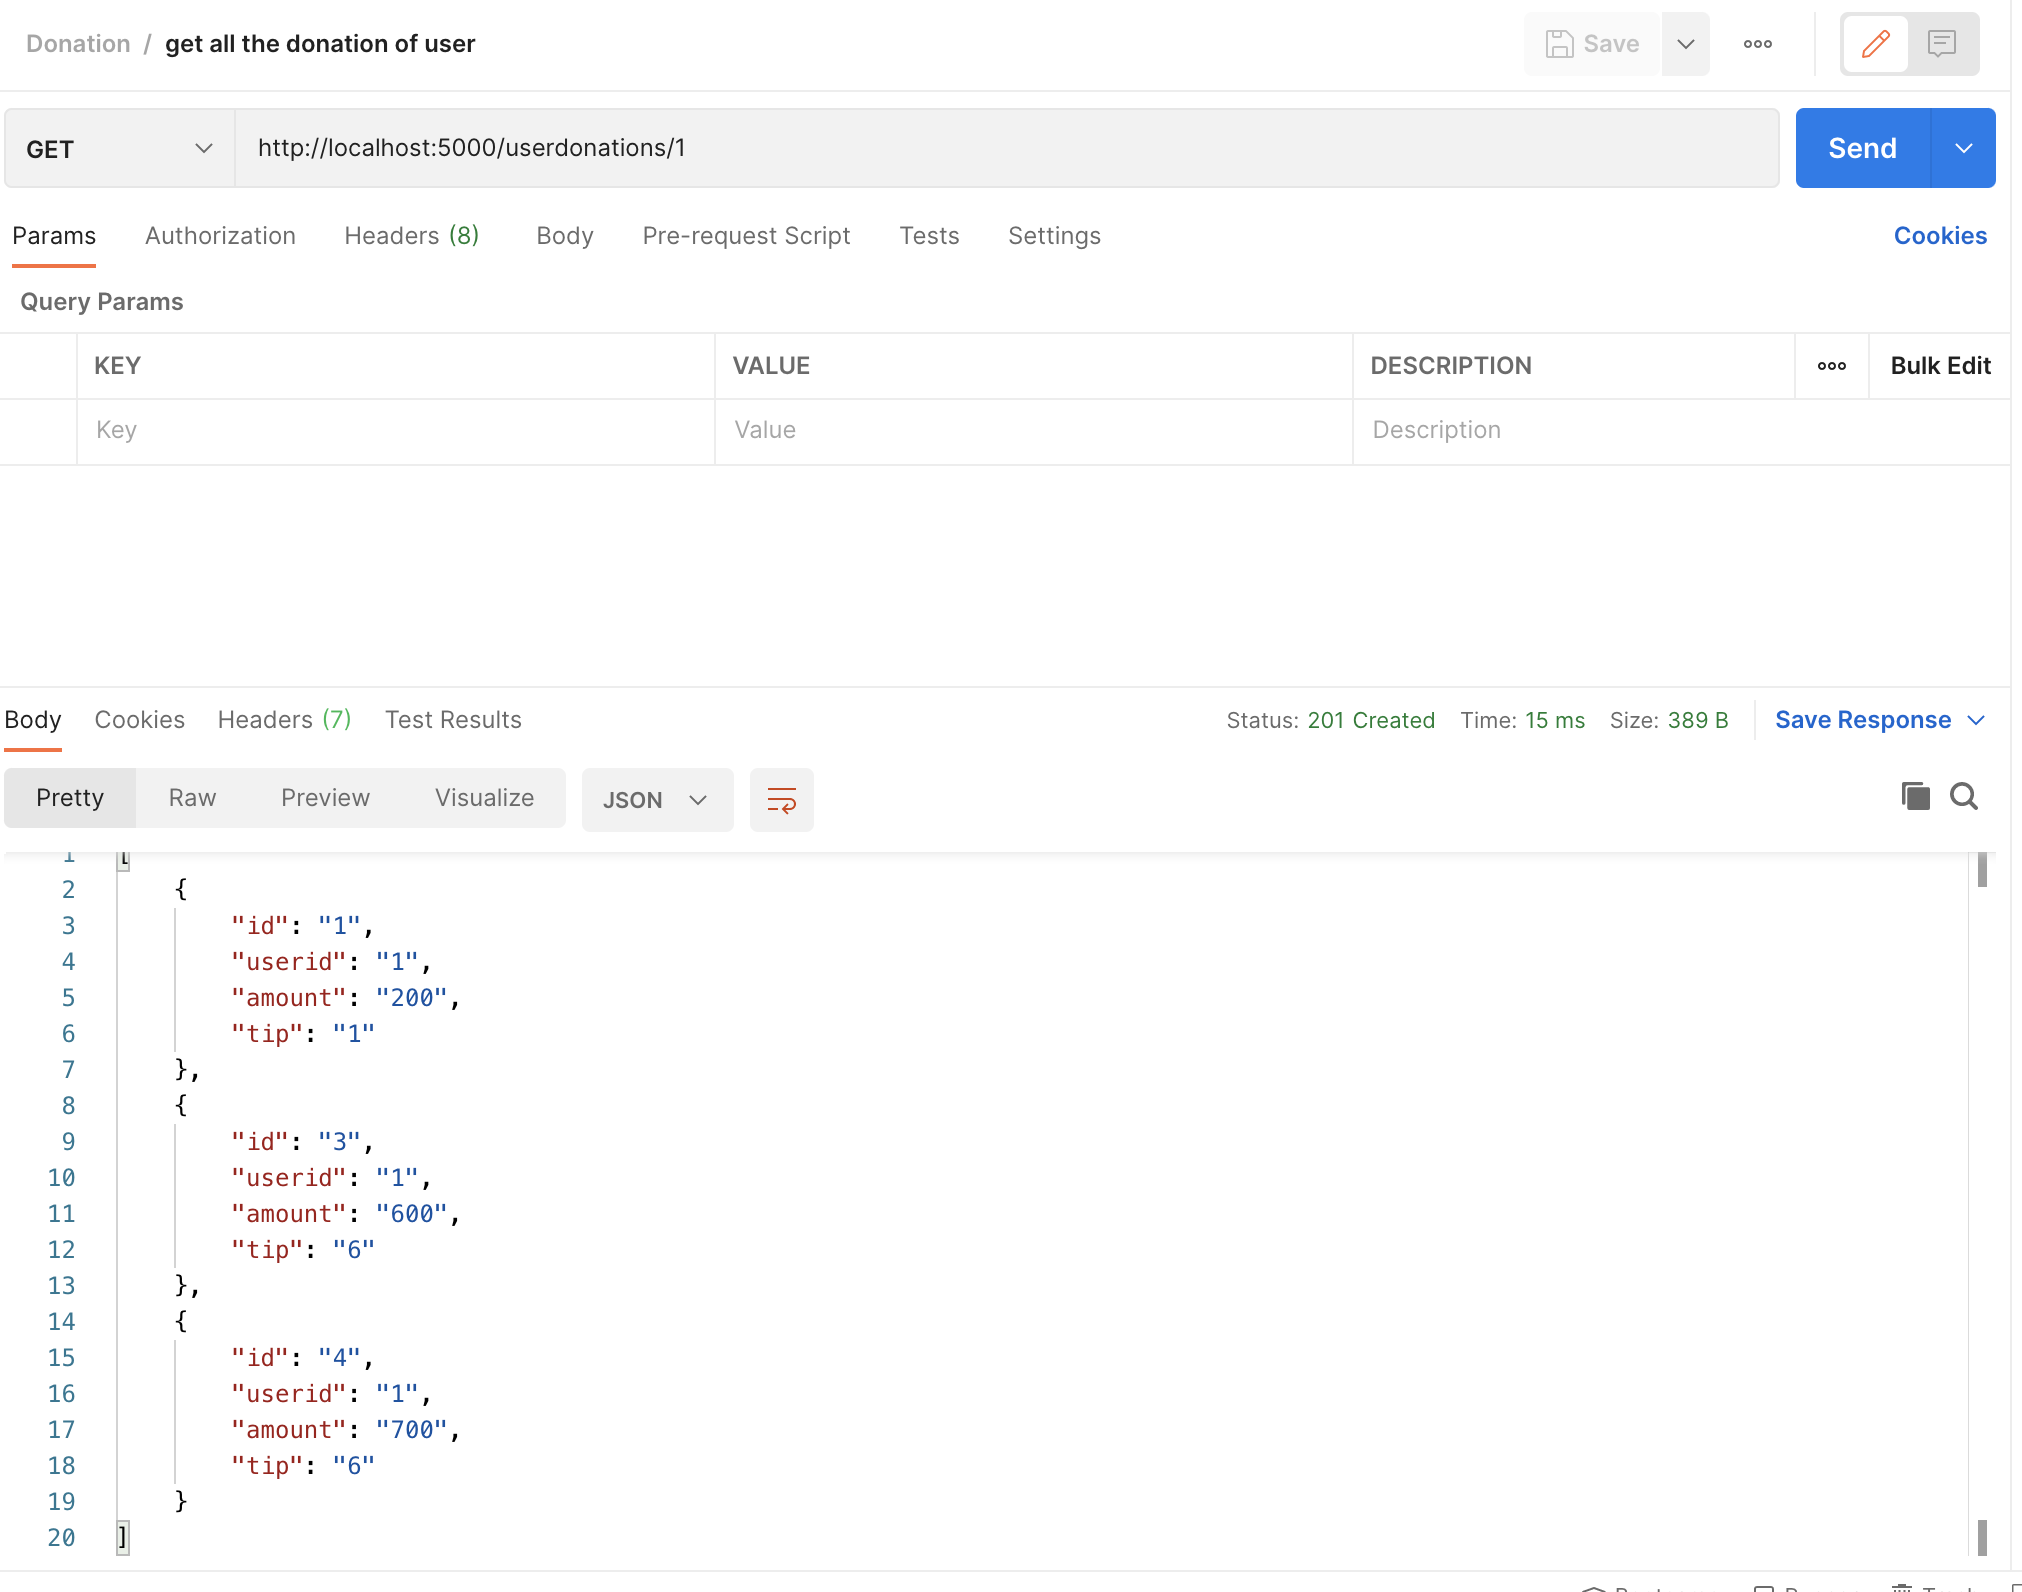 Donation / get all the donation of user
Save
GET http://localhost:5000/userdonations/1 Send
Params Authorization Headers (8) Body Pre-request Script Tests Settings Cookies
Query Params
KEY VALUE DESCRIPTION ooo Bulk Edit
Key Value Description
Body Cookies Headers (7) Test Results Status: 201 Created Time: 15 ms Size: 389 B Save Response
Pretty Raw Preview Visualize JSON
1 [
2 {
3 "id": "1",
4 "userid": "1",
5 "amount": "200",
6 "tip": "1"
7 },
8 {
9 "id": "3",
10 "userid": "1",
11 "amount": "600",
12 "tip": "6"
13 },
14 {
15 "id": "4",
16 "userid": "1",
17 "amount": "700",
18 "tip": "6"
19 }
20 ]